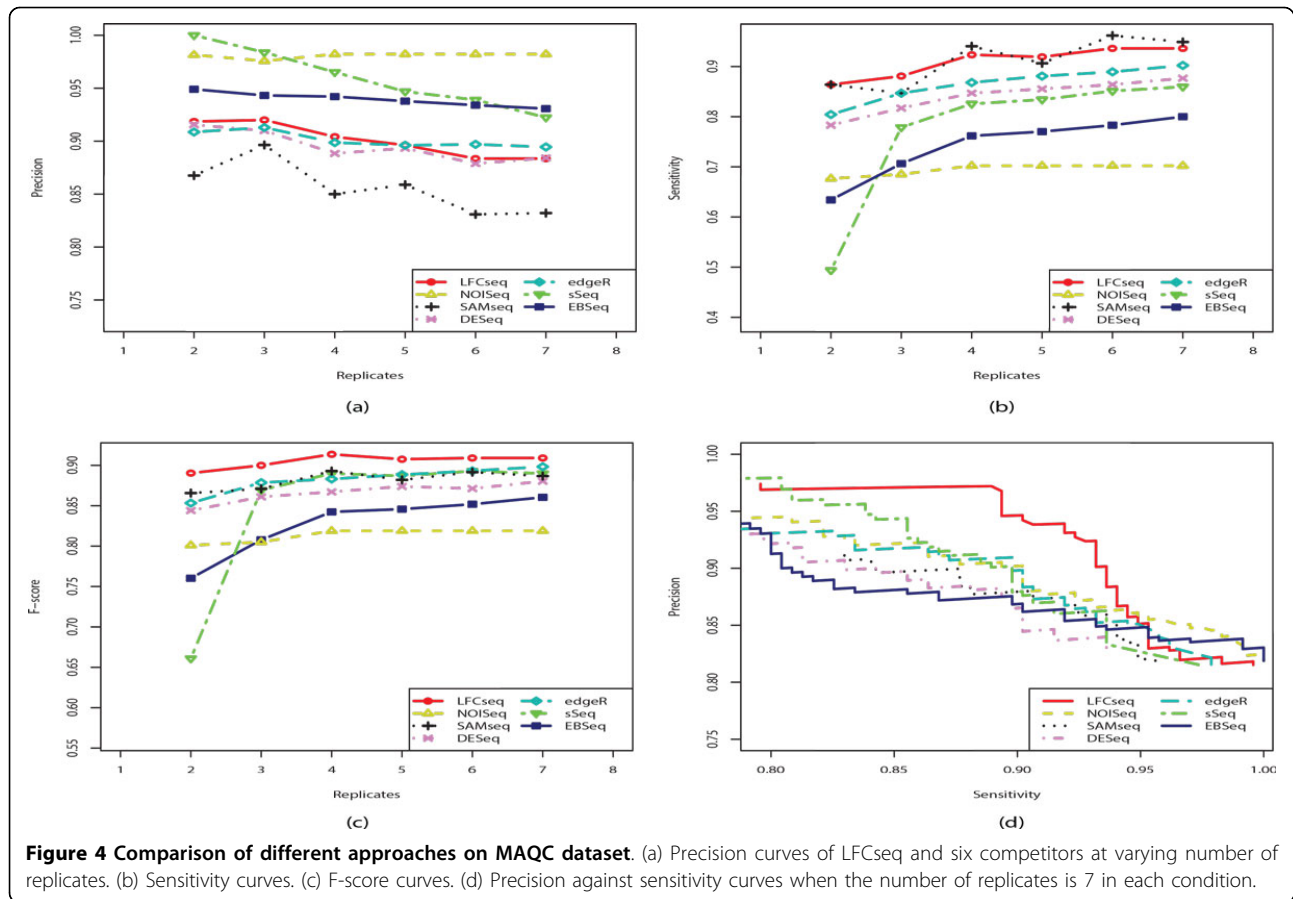 1.00
0.95
0.90
0.85
0.80
0.75
Precision
LFCseq
NOISeq
SAMseq
DESeq
edgeR
sSeq
EBSeq
1 2 3 4 5 6 7 8
Replicates
(a)
0.9
0.8
0.7
0.6
0.5
0.4
Sensitivity
LFCseq
NOISeq
SAMseq
DESeq
edgeR
sSeq
EBSeq
1 2 3 4 5 6 7 8
Replicates
(b)
0.90
0.85
0.80
0.75
0.70
0.65
0.60
0.55
F-score
LFCseq
NOISeq
SAMseq
DESeq
edgeR
sSeq
EBSeq
1 2 3 4 5 6 7 8
Replicates
(c)
1.00
0.95
0.90
0.85
0.80
0.75
Precision
LFCseq
NOISeq
SAMseq
DESeq
edgeR
sSeq
EBSeq
0.80 0.85 0.90 0.95 1.00
Sensitivity
(d)
Figure 4 Comparison of different approaches on MAQC dataset. (a) Precision curves of LFCseq and six competitors at varying number of
replicates. (b) Sensitivity curves. (c) F-score curves. (d) Precision against sensitivity curves when the number of replicates is 7 in each condition.